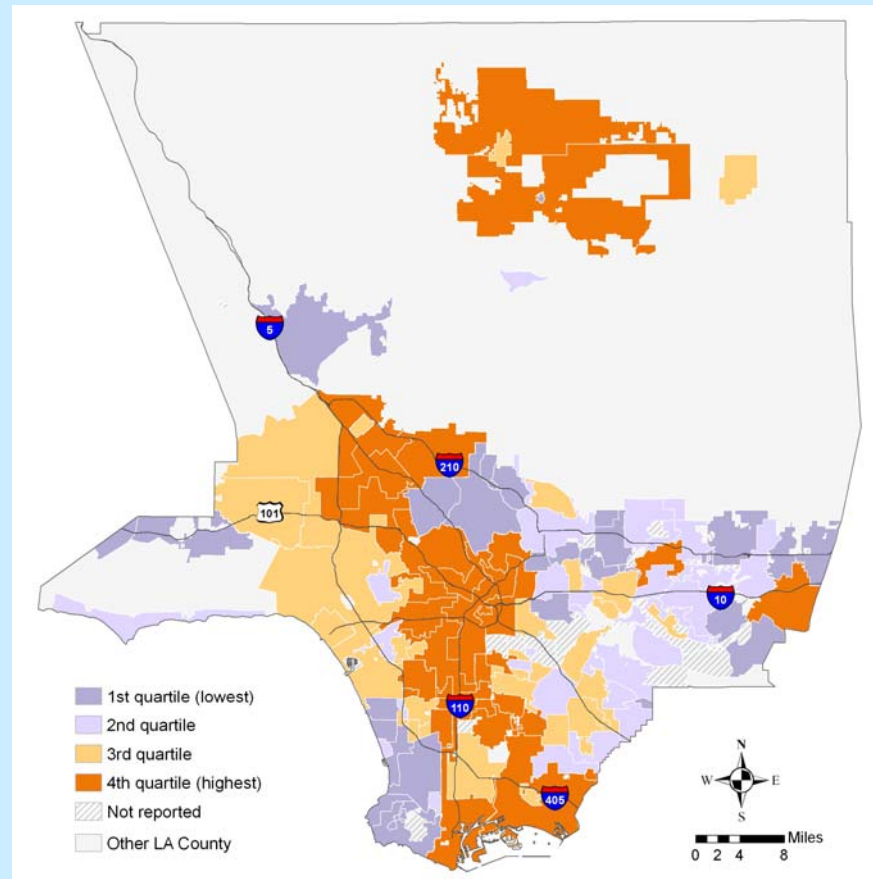 5
210
101
10
110
405
1st quartile (lowest)
2nd quartile
3rd quartile
4th quartile (highest)
Not reported
Other LA County
N
W E
S
Miles
0 2 4 8